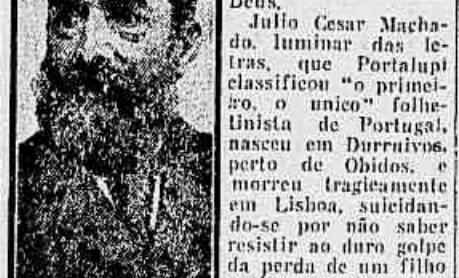 Deus.
Julio Cesar Macha-
do, luminar das le-
tras, que Portalupi
classificou "o primei-
ro, o unico" folhe-
tinista de Portugal,
nasceu em Durruivos,
perto de Obidos, e
morreu tragicamente
em Lisboa, suicidan-
do-se por não saber
resistir ao duro golpe
da perda de um filho